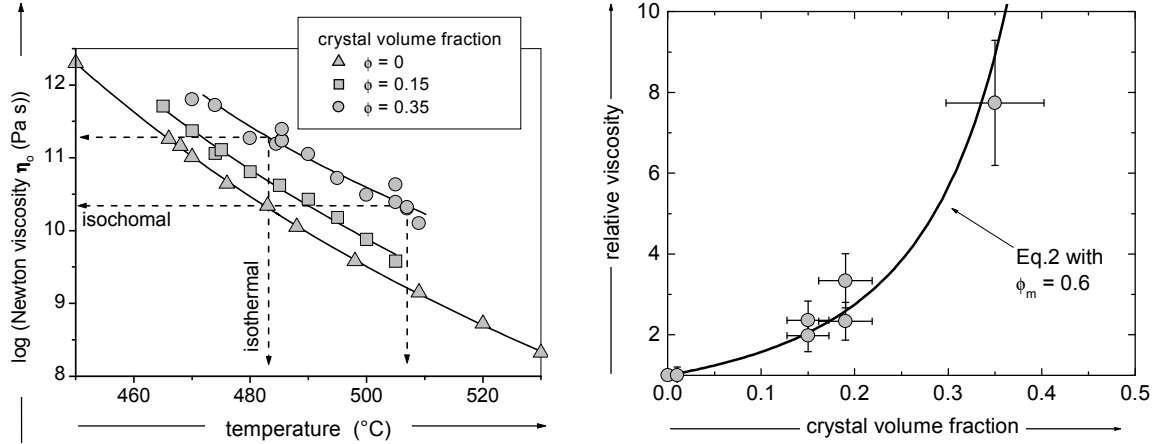 log (Newton viscosity η₀ (Pa s))
crystal volume fraction
ϕ = 0
ϕ = 0.15
ϕ = 0.35
12
11
10
9
8
isochomal
isothermal
460
480
500
520
temperature (°C)
relative viscosity
10
8
6
4
2
0
Eq.2 with
ϕm = 0.6
0.0
0.1
0.2
0.3
0.4
0.5
crystal volume fraction